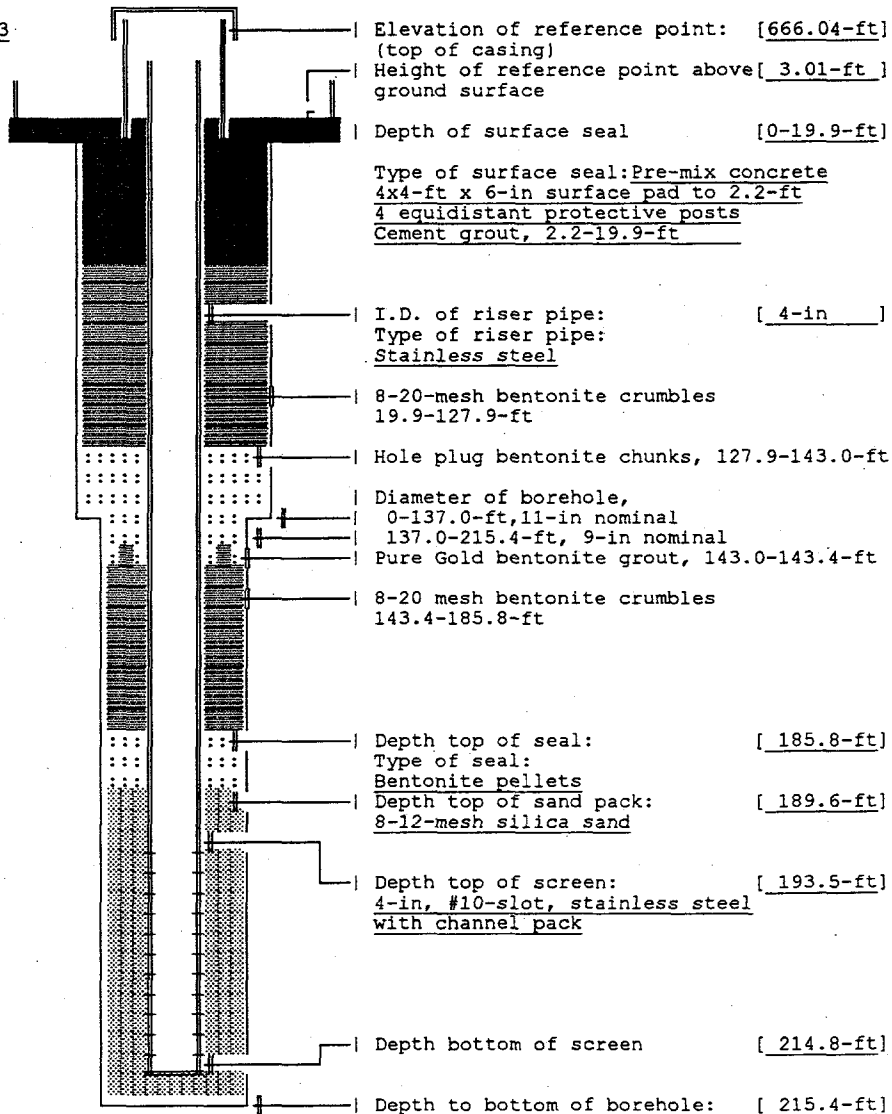 3
Elevation of reference point: [666.04-ft]
(top of casing)
Height of reference point above[ 3.01-ft ]
ground surface
Depth of surface seal [0-19.9-ft]
Type of surface seal:Pre-mix concrete
4x4-ft x 6-in surface pad to 2.2-ft
4 equidistant protective posts
Cement grout, 2.2-19.9-ft
I.D. of riser pipe: [ 4-in ]
Type of riser pipe:
Stainless steel
8-20-mesh bentonite crumbles
19.9-127.9-ft
Hole plug bentonite chunks, 127.9-143.0-ft
Diameter of borehole,
0-137.0-ft,11-in nominal
137.0-215.4-ft, 9-in nominal
Pure Gold bentonite grout, 143.0-143.4-ft
8-20 mesh bentonite crumbles
143.4-185.8-ft
Depth top of seal: [ 185.8-ft]
Type of seal:
Bentonite pellets
Depth top of sand pack: [ 189.6-ft]
8-12-mesh silica sand
Depth top of screen: [ 193.5-ft]
4-in, #10-slot, stainless steel
with channel pack
Depth bottom of screen [ 214.8-ft]
Depth to bottom of borehole: [ 215.4-ft]